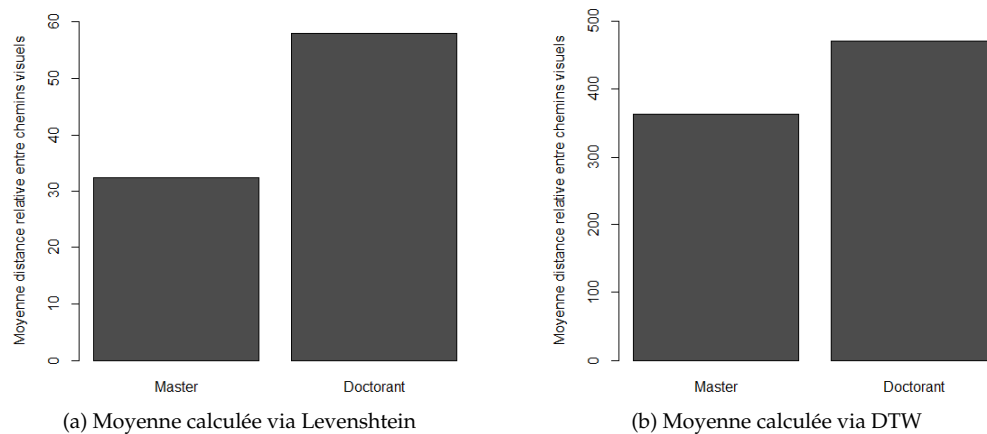 Moyenne distance relative entre chemins visuels
60
50
40
30
20
10
0
Master
Doctorant
(a) Moyenne calculée via Levenshtein
Moyenne distance relative entre chemins visuels
500
400
300
200
100
0
Master
Doctorant
(b) Moyenne calculée via DTW